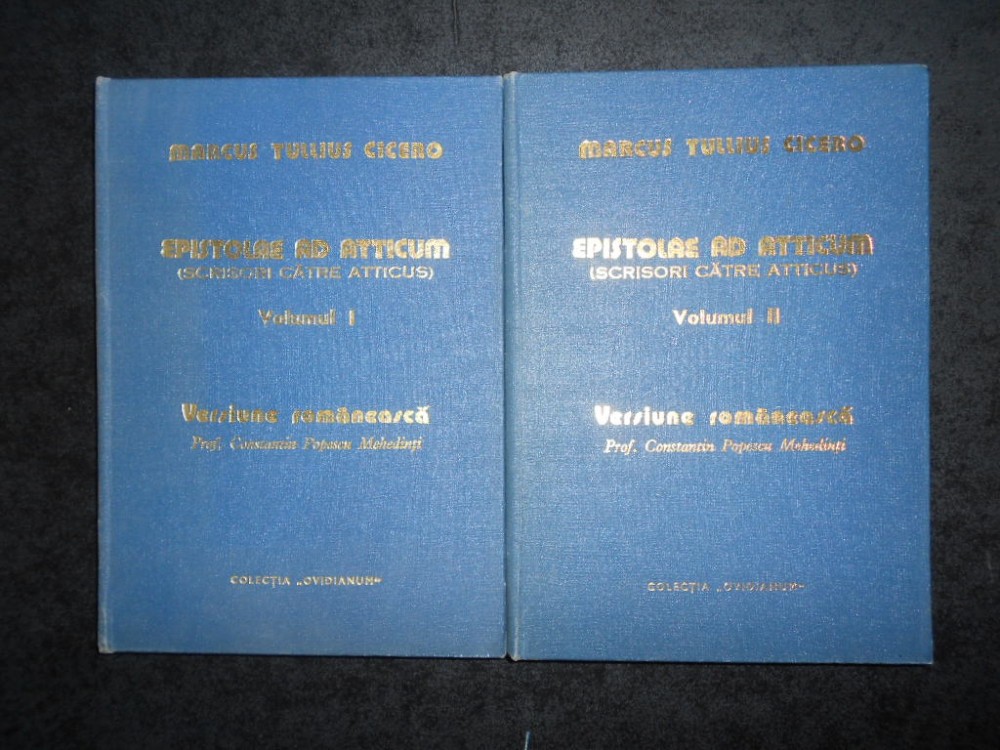 MARCUS TULLIUS CICERO
EPISTOLAE AD ATTICUM
(SCRISORI CĂTRE ATTICUS)
Volumul I
Versiune românească
Prof. Constantin Popescu Mehedinți
COLECȚIA „OVIDIANUM"
MARCUS TULLIUS CICERO
EPISTOLAE AD ATTICUM
(SCRISORI CĂTRE ATTICUS)
Volumul II
Versiune românească
Prof. Constantin Popescu Mehedinți
COLECȚIA „OVIDIANUM"